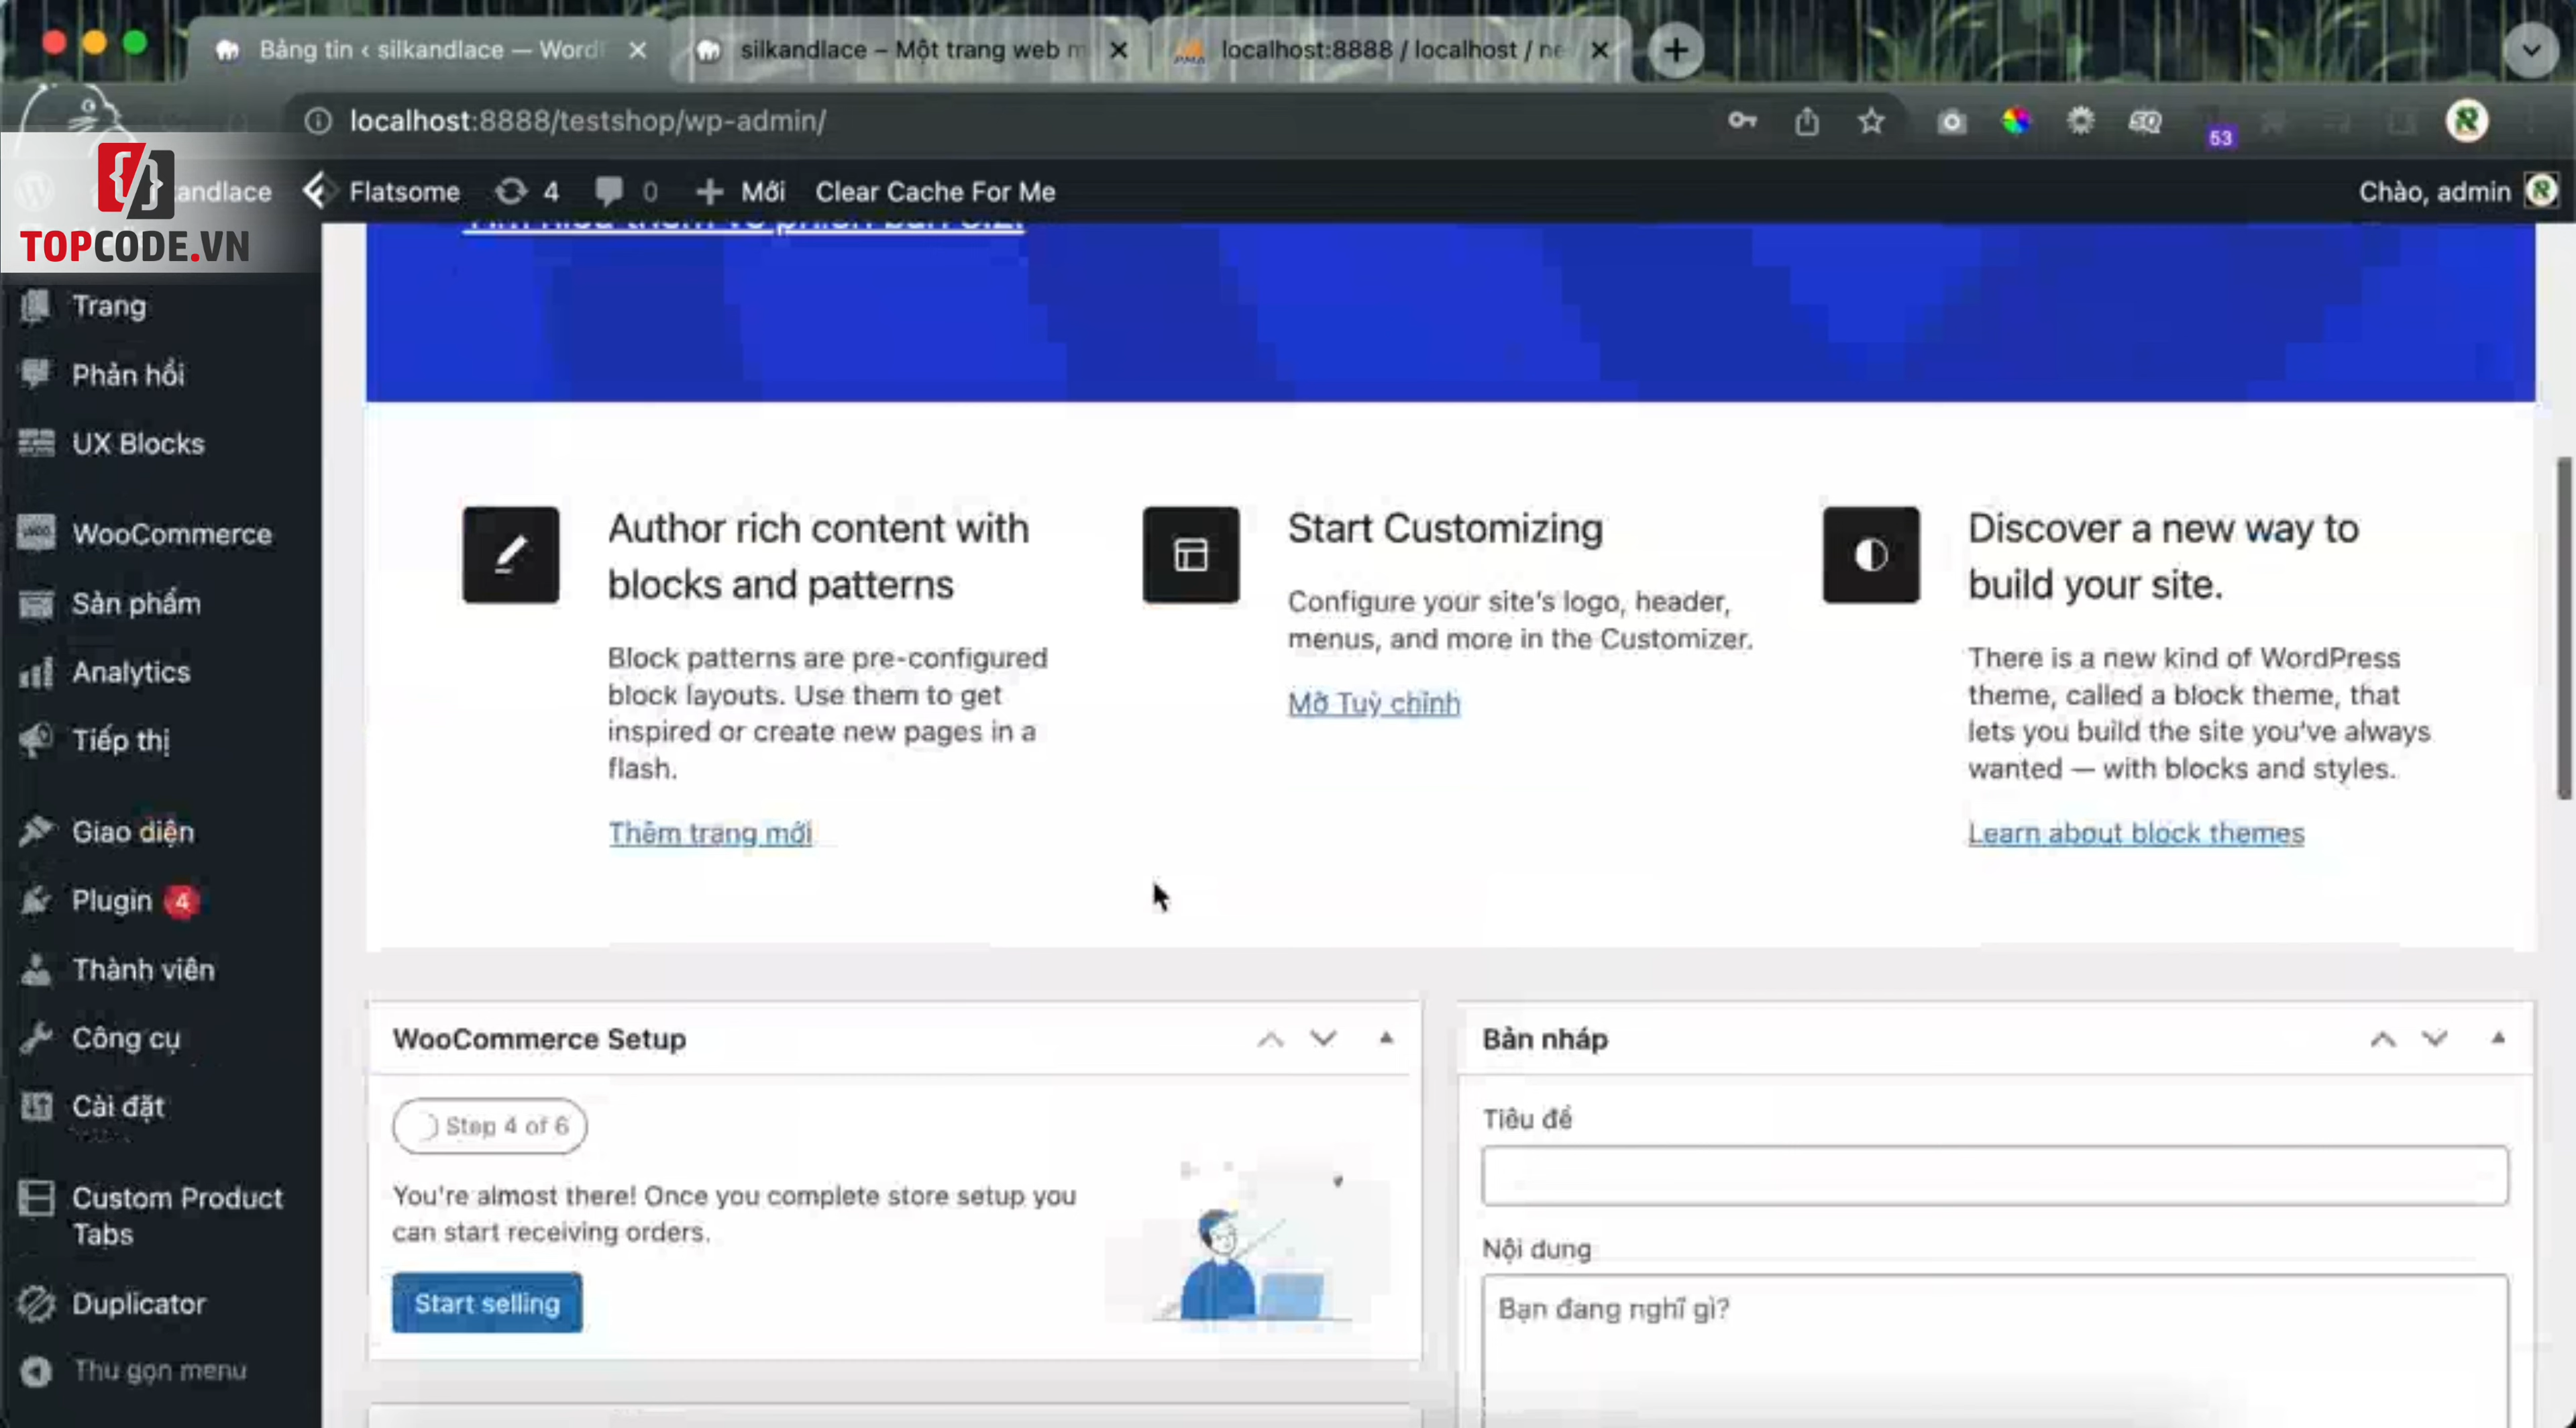 Bảng tin ‹ silkandlace — Word
silkandlace – Một trang web m
localhost:8888 / localhost / ne
localhost:8888/testshop/wp-admin/
53
TOPCODE.VN
andlace
Flatsome
4
0
Mới
Clear Cache For Me
Chào, admin
Trang
Phản hồi
UX Blocks
WooCommerce
Sản phẩm
Analytics
Tiếp thị
Giao diện
Plugin 4
Thành viên
Công cụ
Cài đặt
Custom Product
Tabs
Duplicator
Thu gọn menu
Tìm hiểu thêm về phiên bản 6.2.
Author rich content with
blocks and patterns
Block patterns are pre-configured
block layouts. Use them to get
inspired or create new pages in a
flash.
Thêm trang mới
Start Customizing
Configure your site's logo, header,
menus, and more in the Customizer.
Mở Tuỳ chỉnh
Discover a new way to
build your site.
There is a new kind of WordPress
theme, called a block theme, that
lets you build the site you've always
wanted — with blocks and styles.
Learn about block themes
WooCommerce Setup
Step 4 of 6
You're almost there! Once you complete store setup you
can start receiving orders.
Start selling
Bản nháp
Tiêu đề
Nội dung
Bạn đang nghĩ gì?